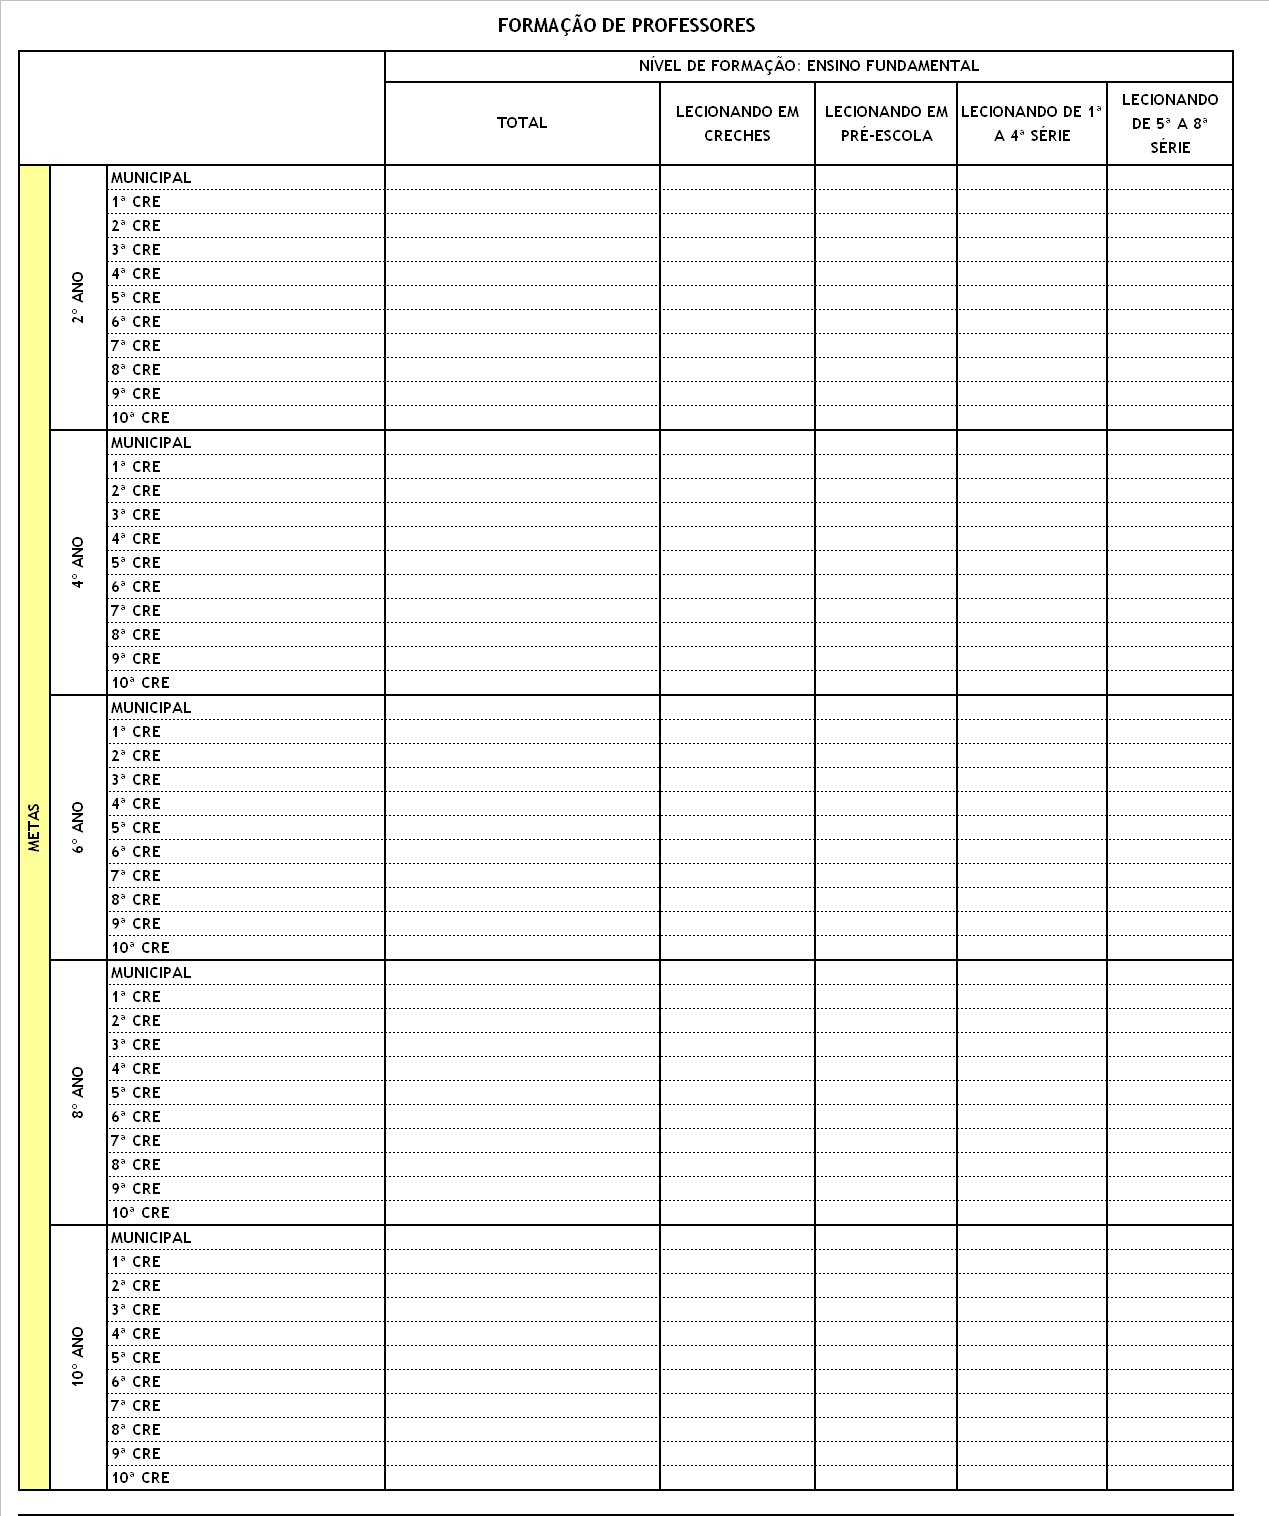 FORMAÇÃO DE PROFESSORES
NÍVEL DE FORMAÇÃO: ENSINO FUNDAMENTAL
TOTAL
LECIONANDO EM
CRECHES
LECIONANDO EM
PRÉ-ESCOLA
LECIONANDO DE 1ª
A 4ª SÉRIE
LECIONANDO
DE 5ª A 8ª
SÉRIE
METAS
2º ANO
MUNICIPAL
1ª CRE
2ª CRE
3ª CRE
4ª CRE
5ª CRE
6ª CRE
7ª CRE
8ª CRE
9ª CRE
10ª CRE
4º ANO
MUNICIPAL
1ª CRE
2ª CRE
3ª CRE
4ª CRE
5ª CRE
6ª CRE
7ª CRE
8ª CRE
9ª CRE
10ª CRE
6º ANO
MUNICIPAL
1ª CRE
2ª CRE
3ª CRE
4ª CRE
5ª CRE
6ª CRE
7ª CRE
8ª CRE
9ª CRE
10ª CRE
8º ANO
MUNICIPAL
1ª CRE
2ª CRE
3ª CRE
4ª CRE
5ª CRE
6ª CRE
7ª CRE
8ª CRE
9ª CRE
10ª CRE
10º ANO
MUNICIPAL
1ª CRE
2ª CRE
3ª CRE
4ª CRE
5ª CRE
6ª CRE
7ª CRE
8ª CRE
9ª CRE
10ª CRE